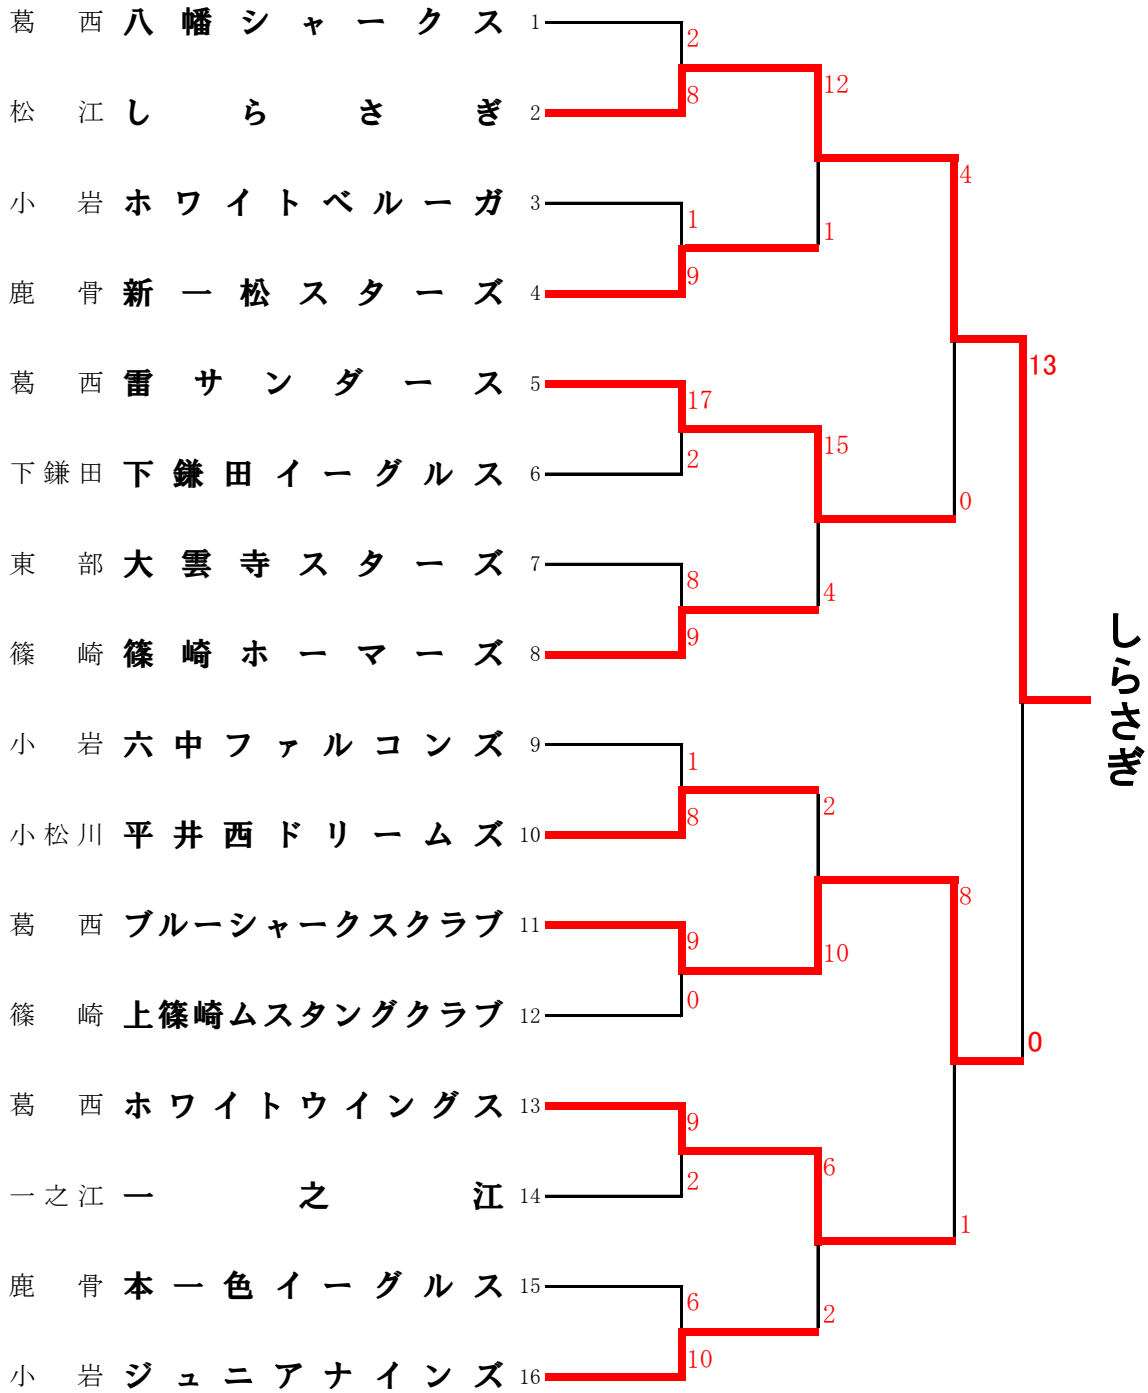 葛西 八幡シャークス 1
2
松江 しらさぎ 2
8
12
小岩 ホワイトベルーガ 3
1
4
1
鹿骨 新一松スターズ 4
9
葛西 雷サンダース 5
17
13
下鎌田 下鎌田イーグルス 6
2
15
0
東部 大雲寺スターズ 7
8
4
篠崎 篠崎ホーマーズ 8
9
しらさぎ
小岩 六中ファルコンズ 9
1
小松川 平井西ドリームズ 10
8
2
葛西 ブルーシャークスクラブ 11
9
8
10
篠崎 上篠崎ムスタングクラブ 12
0
0
葛西 ホワイトウイングス 13
9
一之江 一之江 14
2
6
1
鹿骨 本一色イーグルス 15
6
2
小岩 ジュニアナインズ 16
10